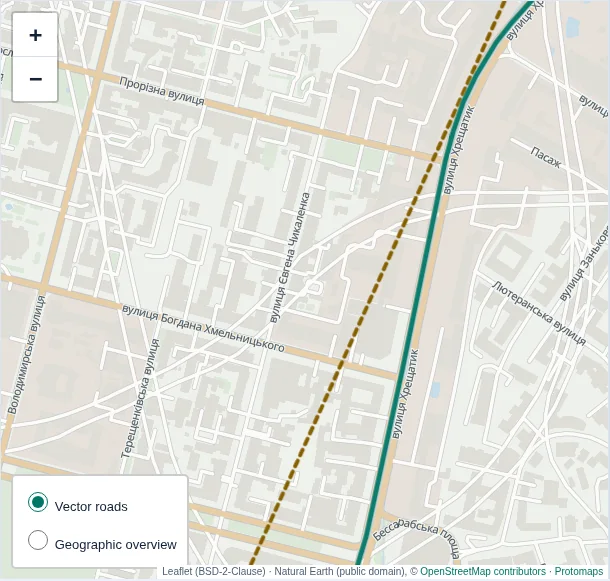 +
−
вулиця Хрещатик
Прорізна вулиця
вулиця Хрещатик
Пасаж
вулиця Євгена Чикаленка
Лютеранська вулиця
вулиця Богдана Хмельницького
Володимирська вулиця
Терещенківська вулиця
вулиця Хрещатик
Бессарабська площа
Vector roads
Geographic overview
Leaflet (BSD-2-Clause) · Natural Earth (public domain), © OpenStreetMap contributors · Protomaps